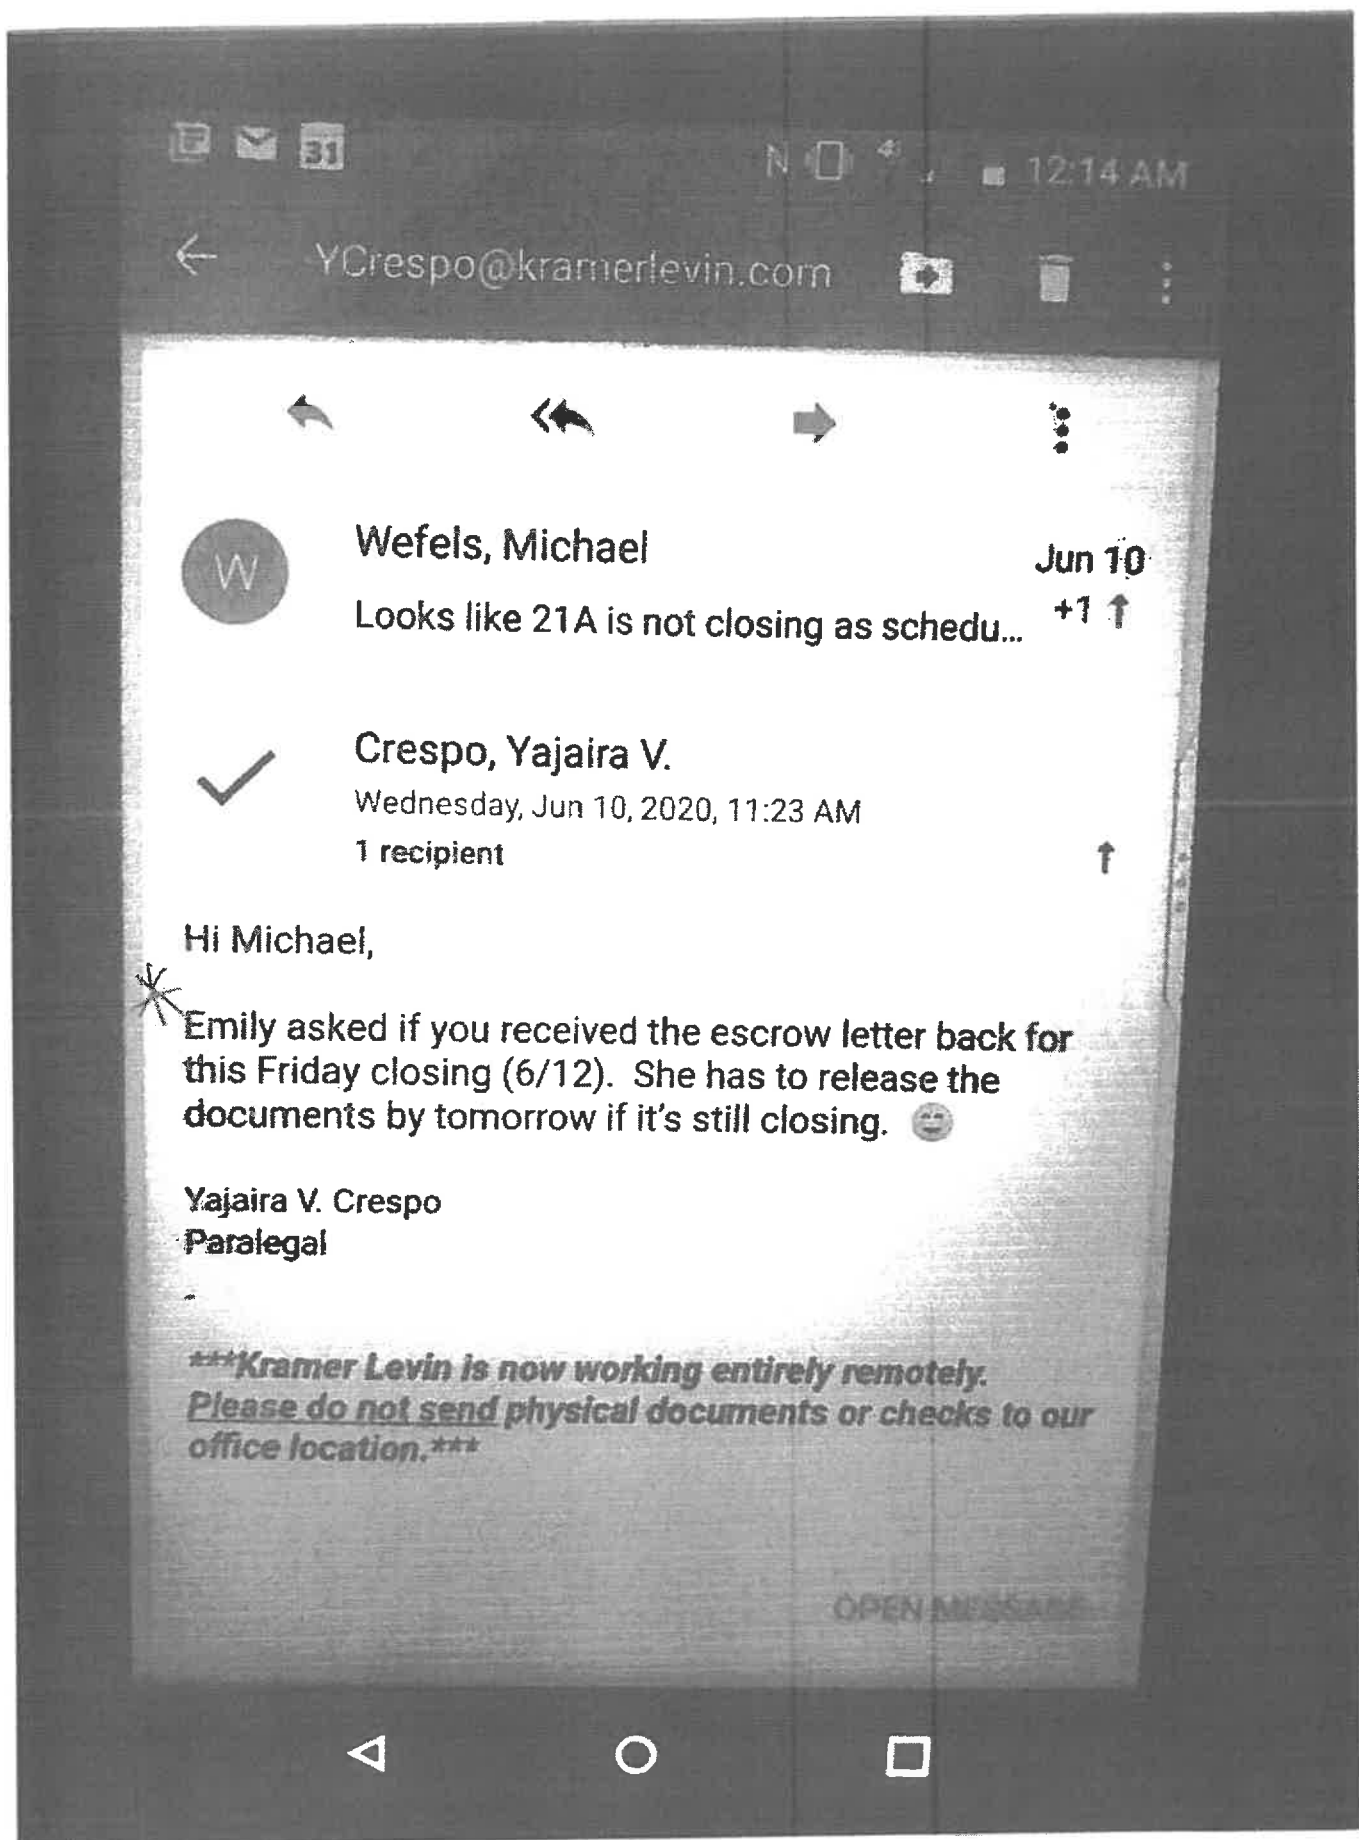 31
N 12:14 AM
YCrespo@kramerlevin.com
W
Wefels, Michael
Jun 10
Looks like 21A is not closing as schedu...
+1
Crespo, Yajaira V.
Wednesday, Jun 10, 2020, 11:23 AM
1 recipient
Hi Michael,
Emily asked if you received the escrow letter back for
this Friday closing (6/12).  She has to release the
documents by tomorrow if it's still closing. 😄
Yajaira V. Crespo
Paralegal
-
***Kramer Levin is now working entirely remotely.
Please do not send physical documents or checks to our
office location.***
OPEN MESSAGE